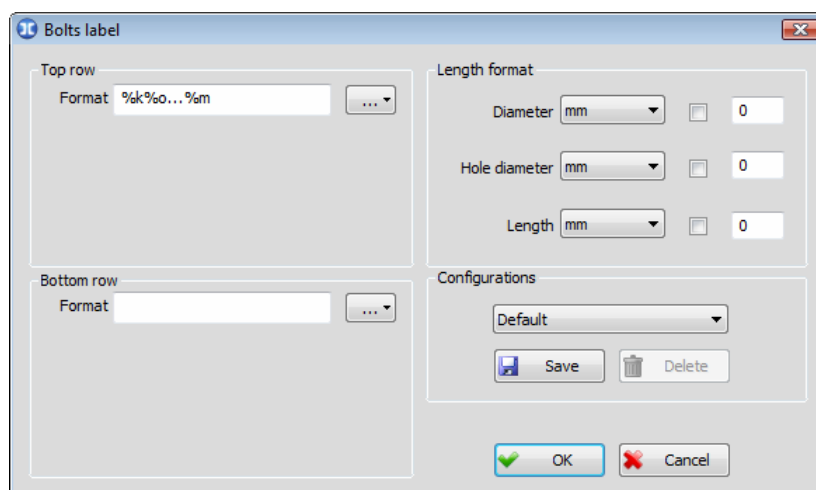 Bolts label
Top row
Format %k%o...%m ...
Length format
Diameter mm 0
Hole diameter mm 0
Length mm 0
Bottom row
Format ...
Configurations
Default
Save Delete
OK Cancel